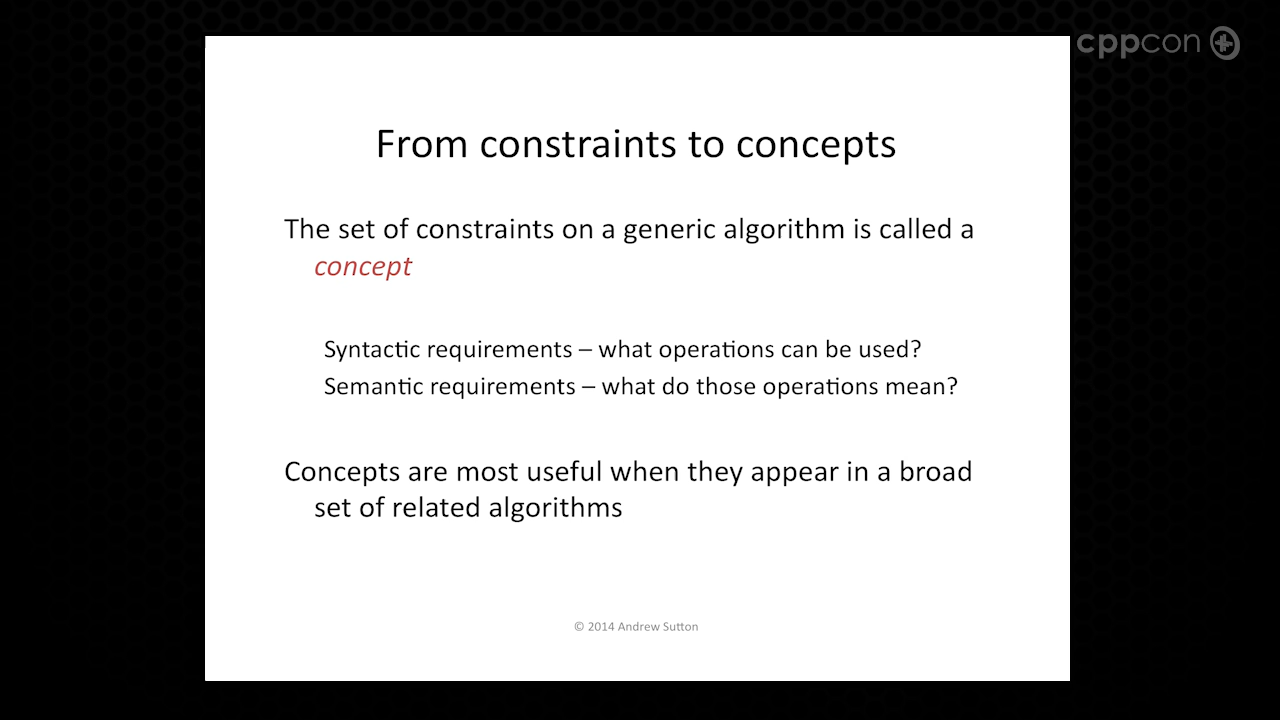 cppcon
From constraints to concepts
The set of constraints on a generic algorithm is called a
concept
Syntactic requirements – what operations can be used?
Semantic requirements – what do those operations mean?
Concepts are most useful when they appear in a broad
set of related algorithms
© 2014 Andrew Sutton